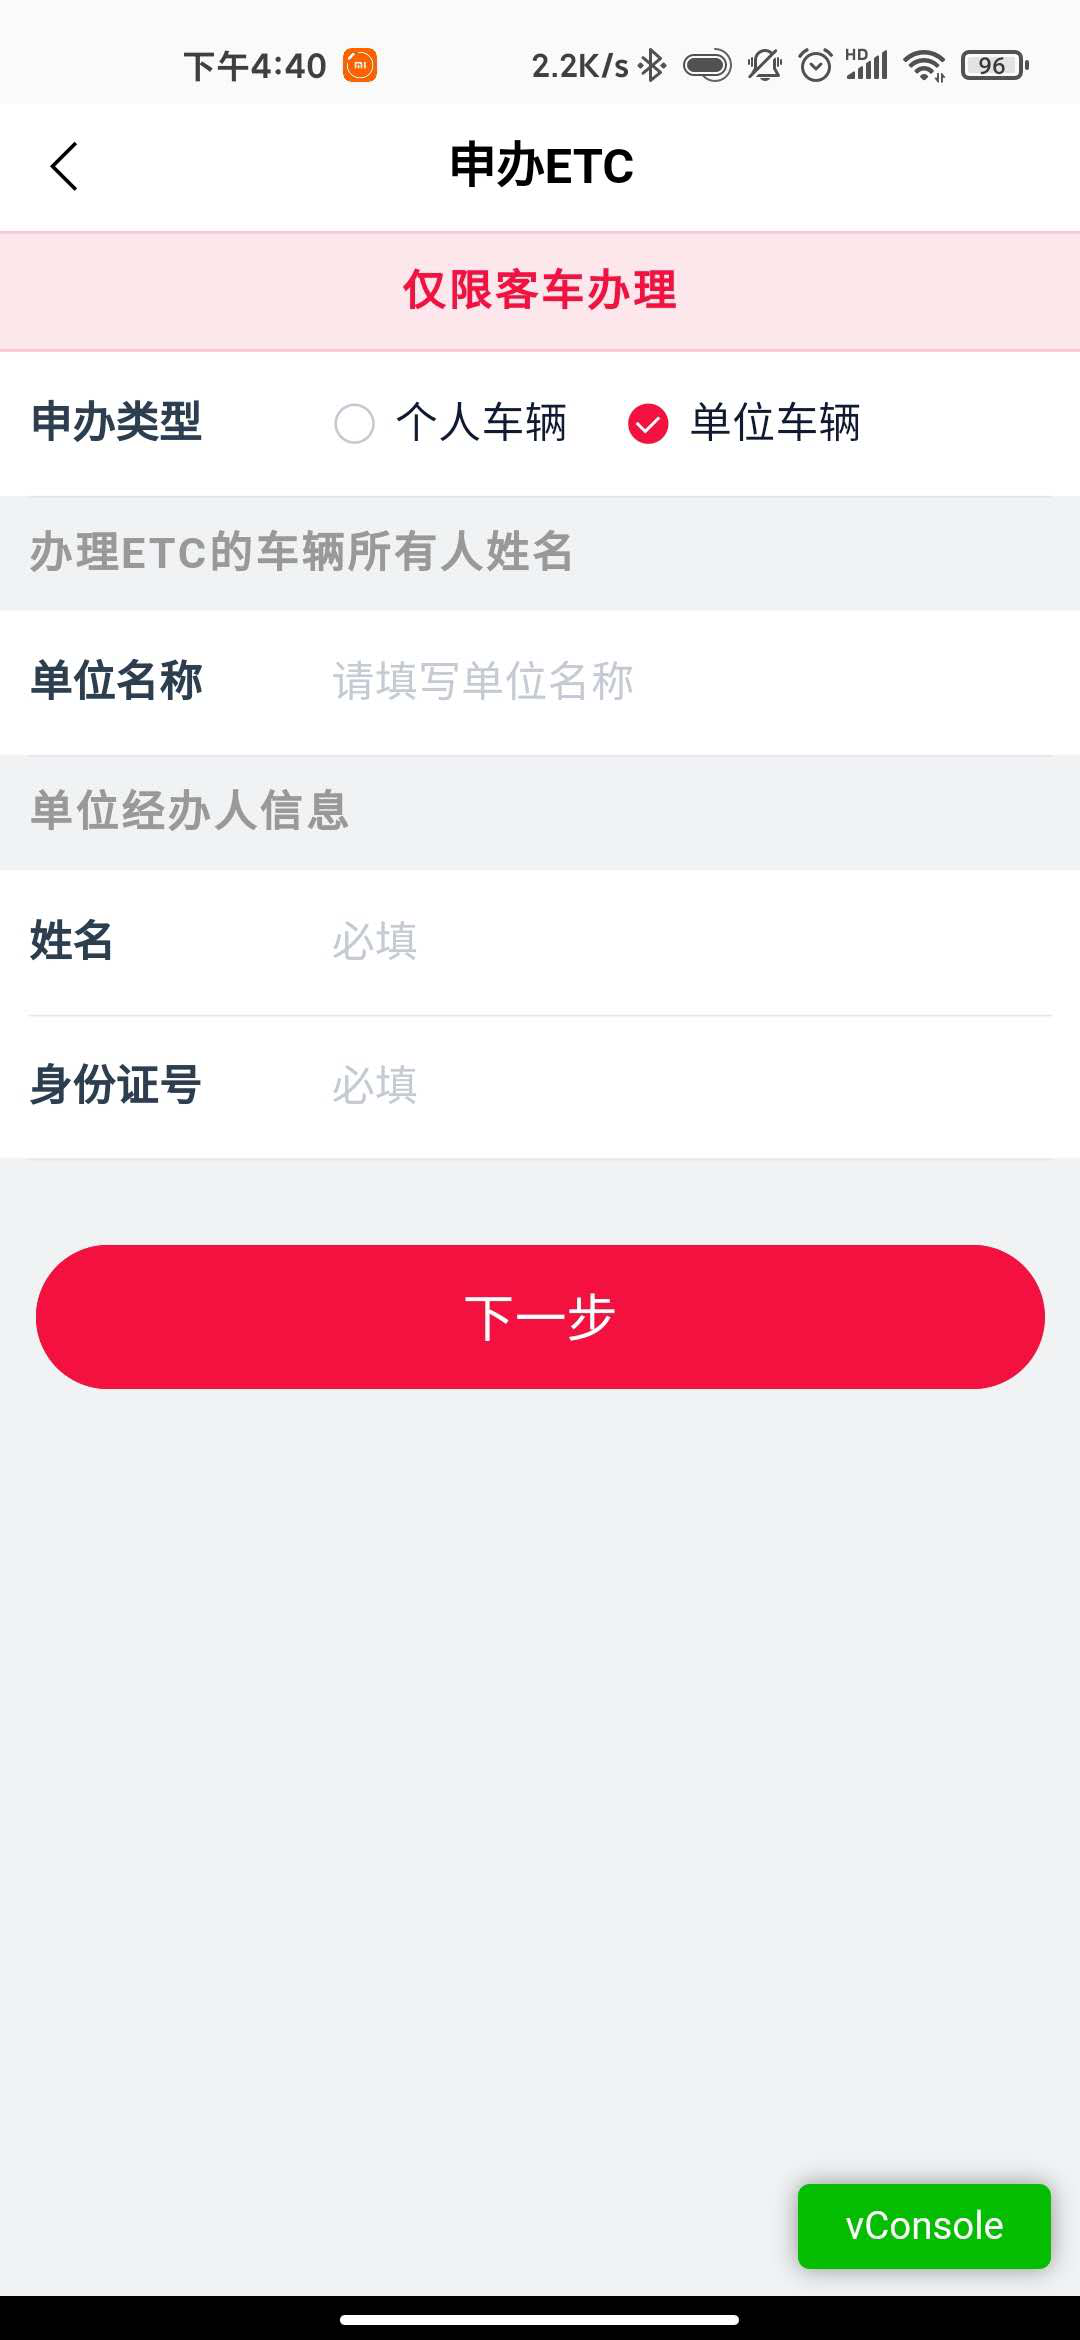 下午4:40 2.2K/s HD 96
申办ETC
仅限客车办理
申办类型 个人车辆 单位车辆
办理ETC的车辆所有人姓名
单位名称 请填写单位名称
单位经办人信息
姓名 必填
身份证号 必填
下一步
vConsole